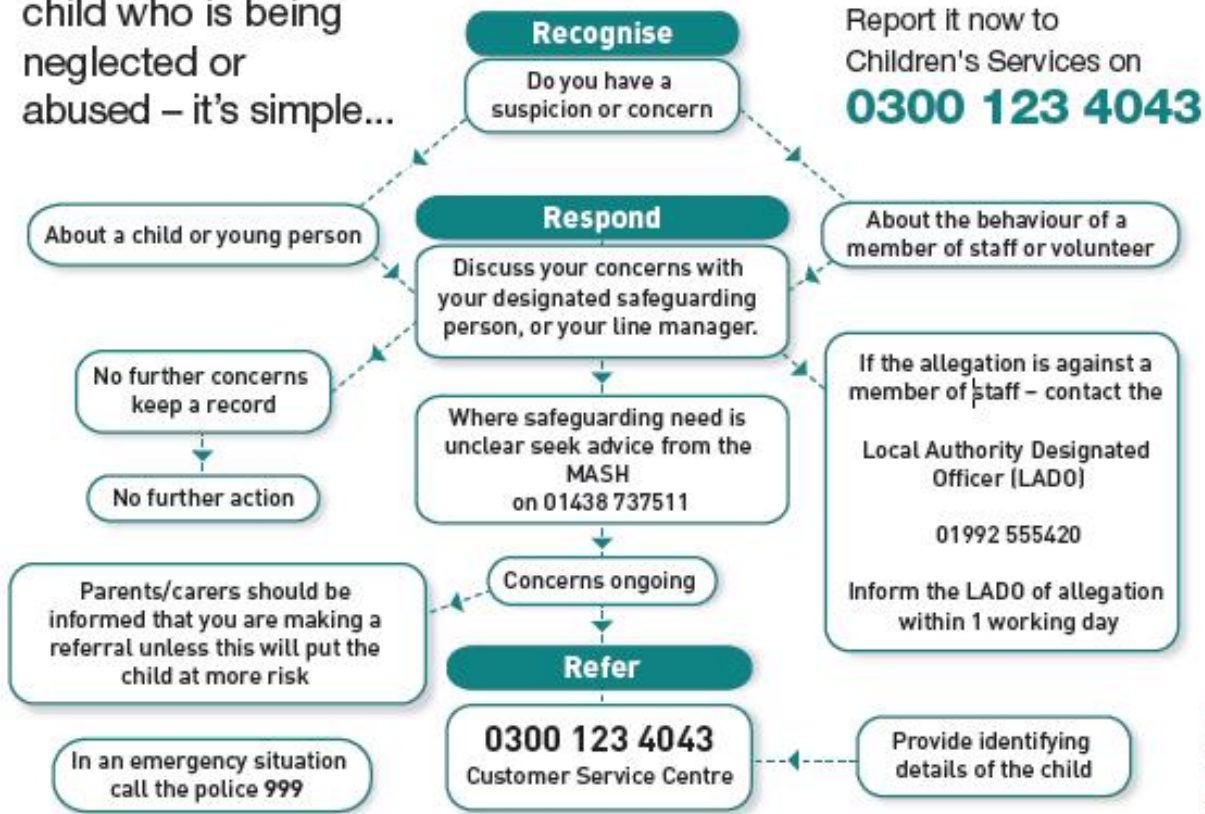 child who is being
neglected or
abused – it's simple...
Report it now to
Children's Services on
0300 123 4043
Recognise
Do you have a
suspicion or concern
About a child or young person
Respond
Discuss your concerns with
your designated safeguarding
person, or your line manager.
About the behaviour of a
member of staff or volunteer
No further concerns
keep a record
No further action
Where safeguarding need is
unclear seek advice from the
MASH
on 01438 737511
If the allegation is against a
member of staff – contact the
Local Authority Designated
Officer (LADO)
01992 555420
Inform the LADO of allegation
within 1 working day
Concerns ongoing
Parents/carers should be
informed that you are making a
referral unless this will put the
child at more risk
Refer
0300 123 4043
Customer Service Centre
Provide identifying
details of the child
In an emergency situation
call the police 999